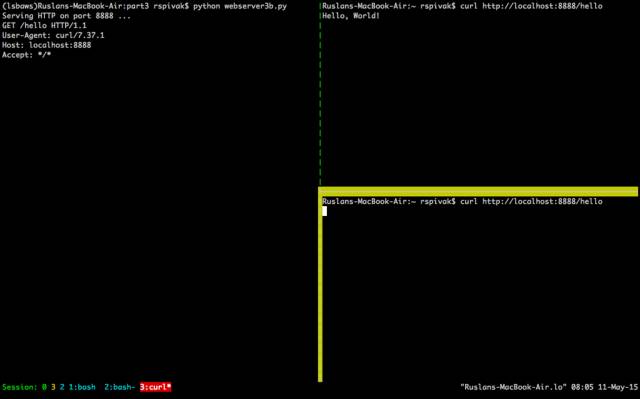 (lsbaws)Ruslans-MacBook-Air:part3 rspivak$ python webserver3b.py
Serving HTTP on port 8888 ...
GET /hello HTTP/1.1
User-Agent: curl/7.37.1
Host: localhost:8888
Accept: */*
Ruslans-MacBook-Air:~ rspivak$ curl http://localhost:8888/hello
Hello, World!
Ruslans-MacBook-Air:~ rspivak$ curl http://localhost:8888/hello
Session: 0 3 2 1:bash  2:bash- 3:curl* "Ruslans-MacBook-Air.lo" 08:05 11-May-15